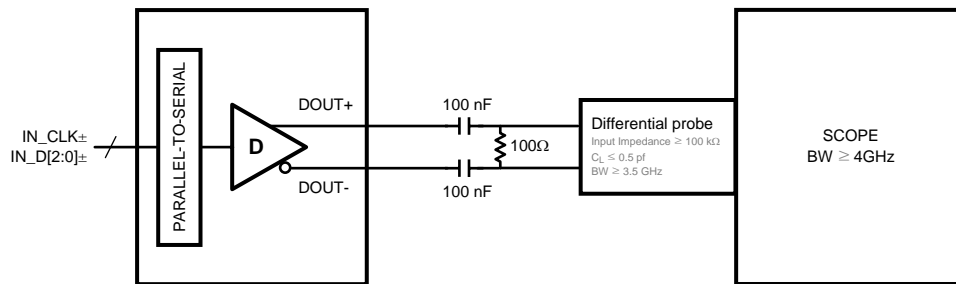 IN_CLK±
IN_D[2:0]±
PARALLEL-TO-SERIAL
D
DOUT+
DOUT-
100 nF
100Ω
100 nF
Differential probe
Input Impedance ≥ 100 kΩ
CL ≤ 0.5 pf
BW ≥ 3.5 GHz
SCOPE
BW ≥ 4GHz